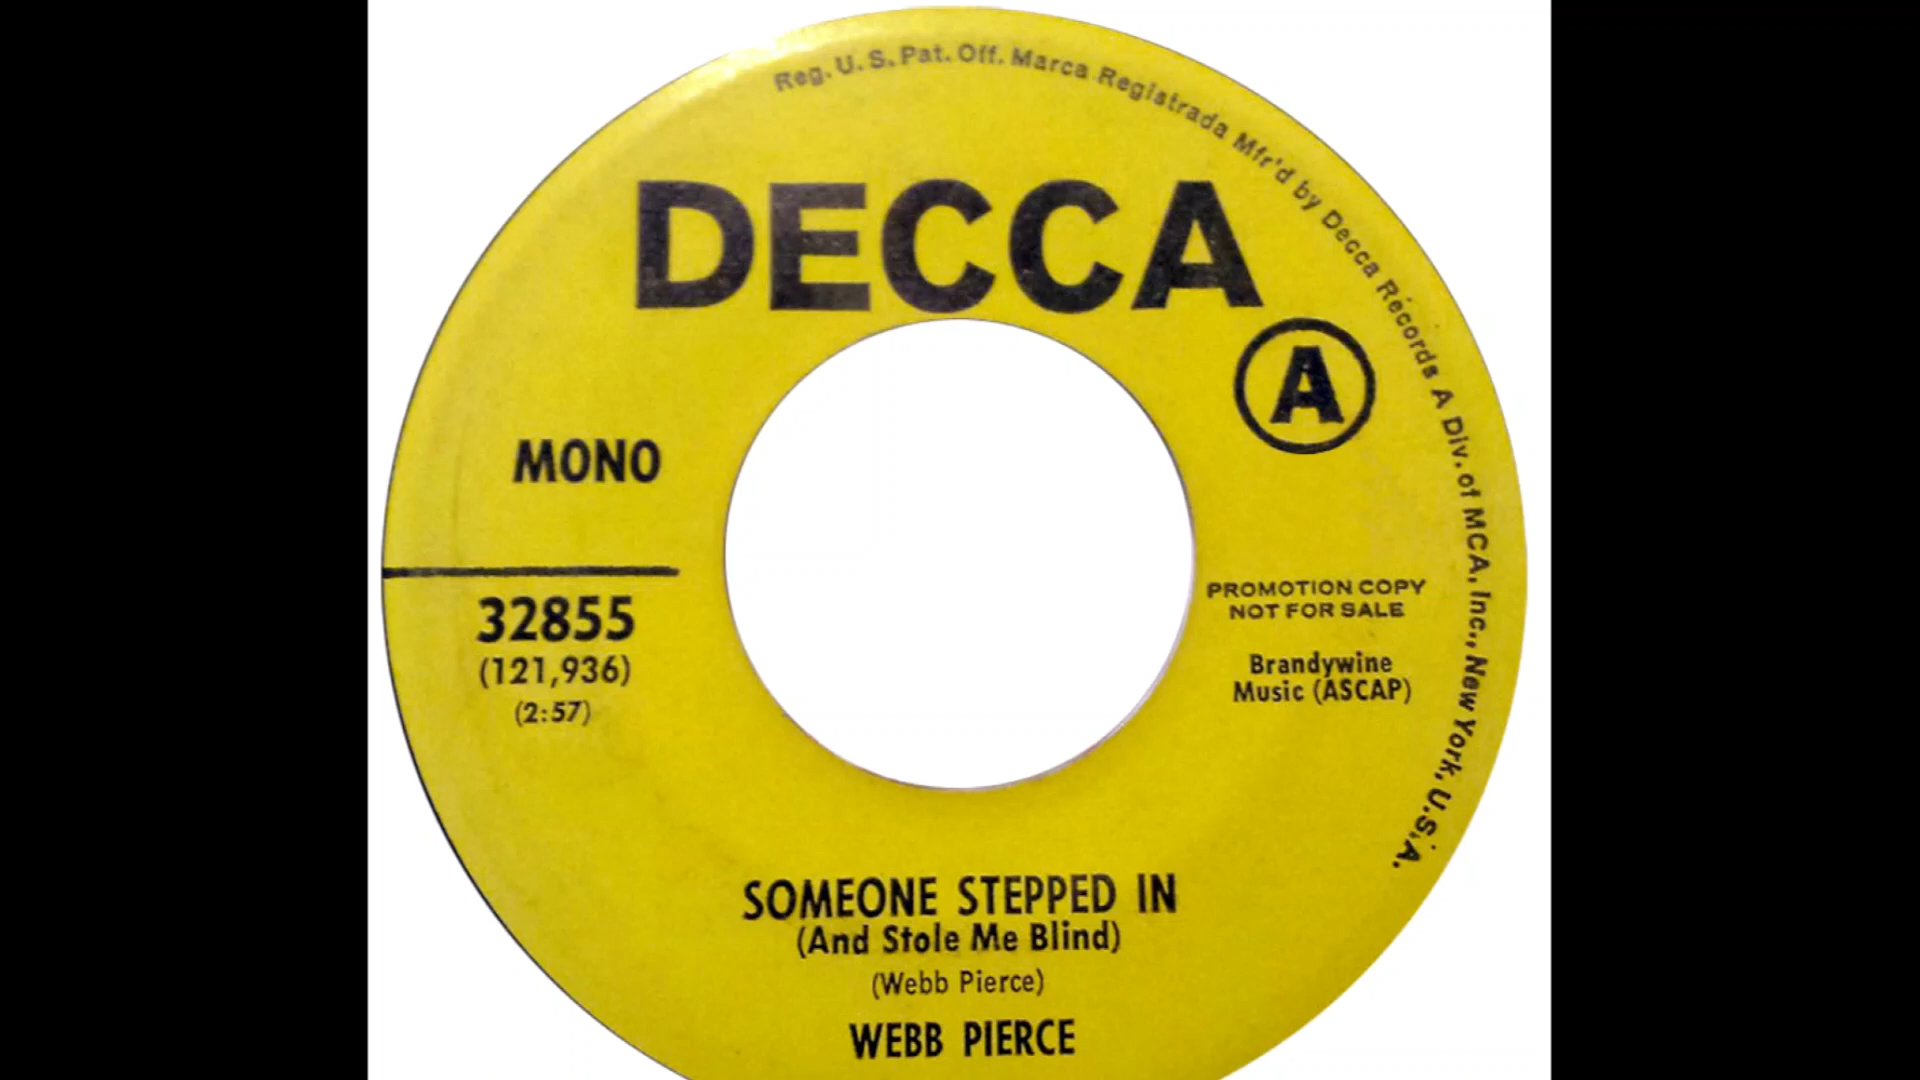 Reg. U.S. Pat. Off. Marca Registrada Mfr'd by Decca Records A Div. of MCA, Inc., New York, U.S.A.
DECCA
A
MONO
32855
(121,936)
(2:57)
PROMOTION COPY
NOT FOR SALE
Brandywine
Music (ASCAP)
SOMEONE STEPPED IN
(And Stole Me Blind)
(Webb Pierce)
WEBB PIERCE